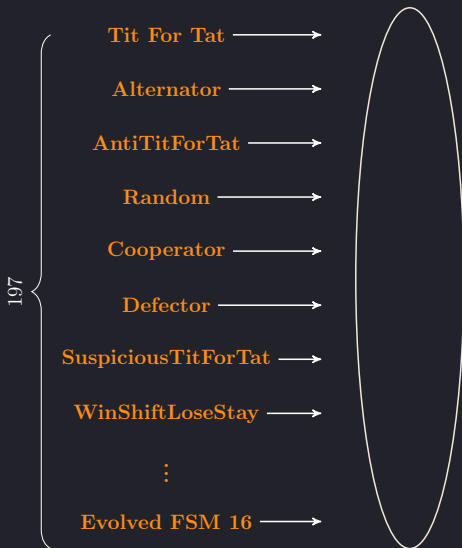 Tit For Tat
Alternator
AntiTitForTat
Random
Cooperator
197
Defector
SuspiciousTitForTat
WinShiftLoseStay
⋮
Evolved FSM 16